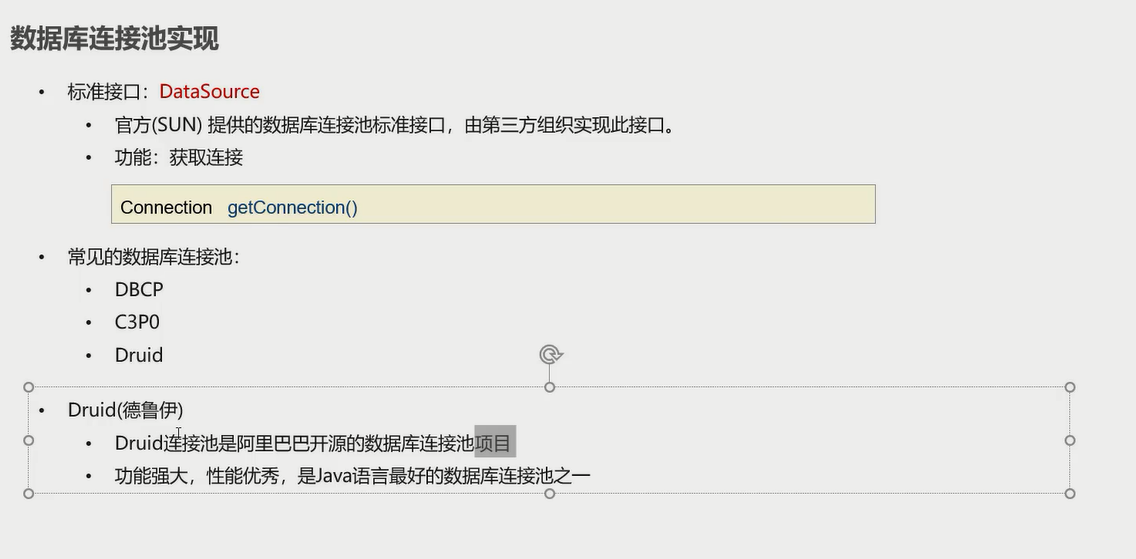 数据库连接池实现
• 标准接口：DataSource
• 官方(SUN) 提供的数据库连接池标准接口，由第三方组织实现此接口。
• 功能：获取连接
Connection getConnection()
• 常见的数据库连接池：
• DBCP
• C3P0
• Druid
• Druid(德鲁伊)
• Druid连接池是阿里巴巴开源的数据库连接池项目
• 功能强大，性能优秀，是Java语言最好的数据库连接池之一